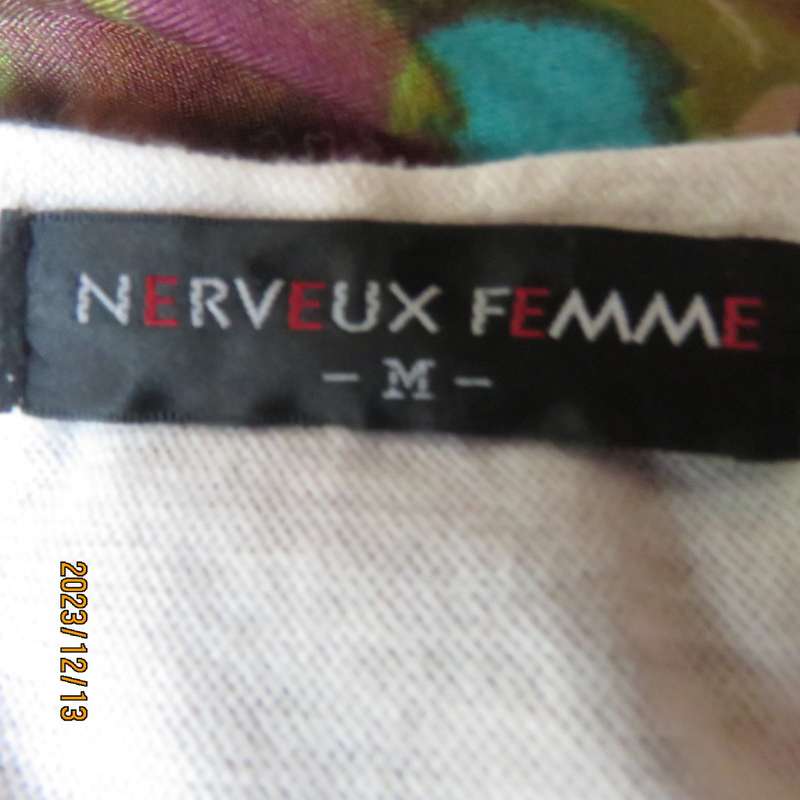 NERVEUX FEMME
- M -
2023/12/13